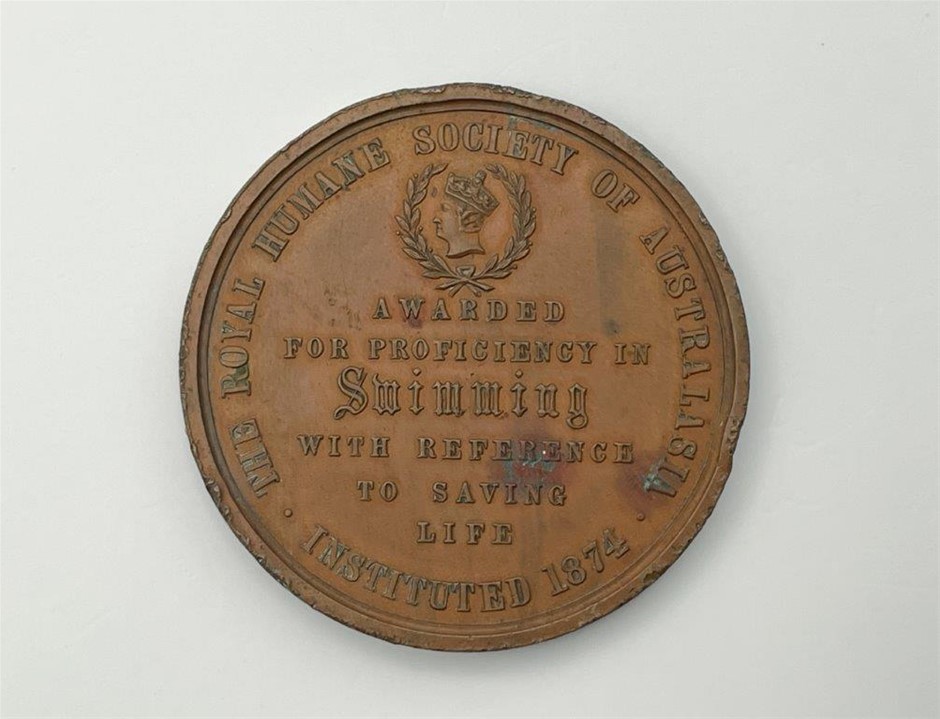 THE ROYAL HUMANE SOCIETY OF AUSTRALASIA
AWARDED
FOR PROFICIENCY IN
Swimming
WITH REFERENCE
TO SAVING
LIFE
· INSTITUTED 1874 ·